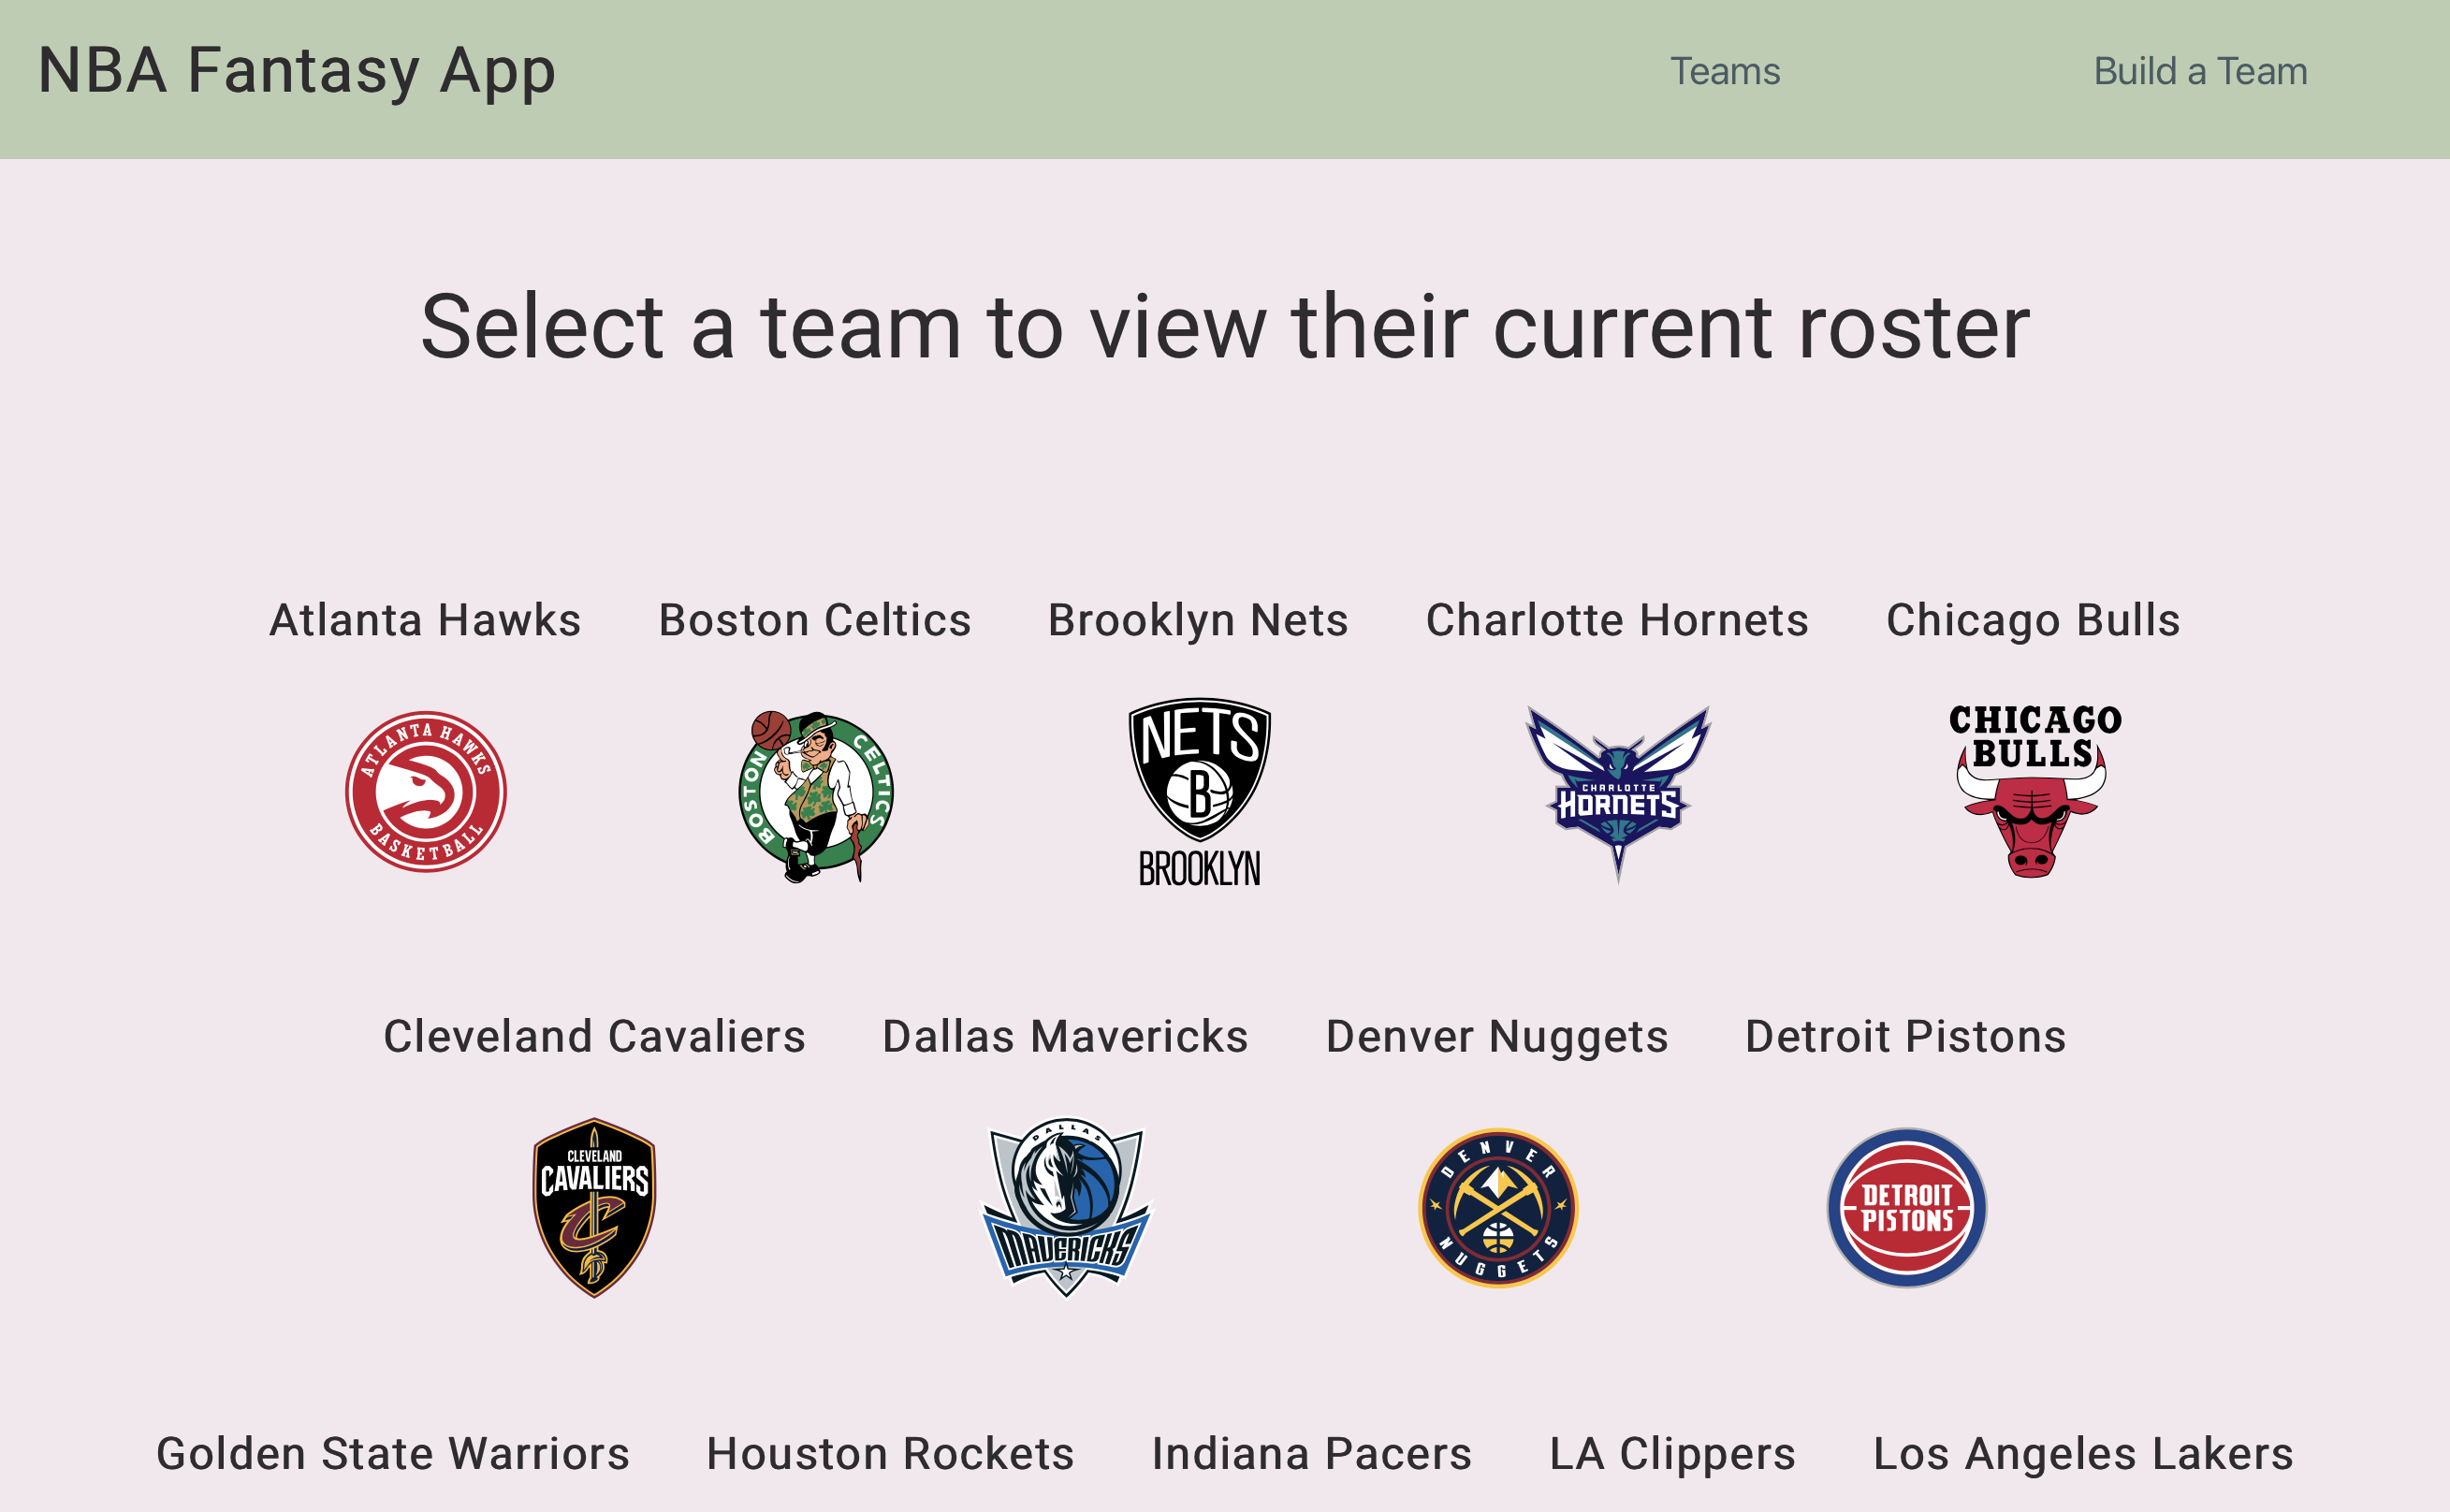 NBA Fantasy App Teams Build a Team
Select a team to view their current roster
Atlanta Hawks Boston Celtics Brooklyn Nets Charlotte Hornets Chicago Bulls
ATLANTA HAWKS
BASKETBALL
BOSTON
CELTICS
NETS
B
BROOKLYN
CHARLOTTE
HORNETS
CHICAGO
BULLS
Cleveland Cavaliers Dallas Mavericks Denver Nuggets Detroit Pistons
CLEVELAND
CAVALIERS
C
DALLAS
MAVERICKS
DENVER
NUGGETS
DETROIT
PISTONS
Golden State Warriors Houston Rockets Indiana Pacers LA Clippers Los Angeles Lakers